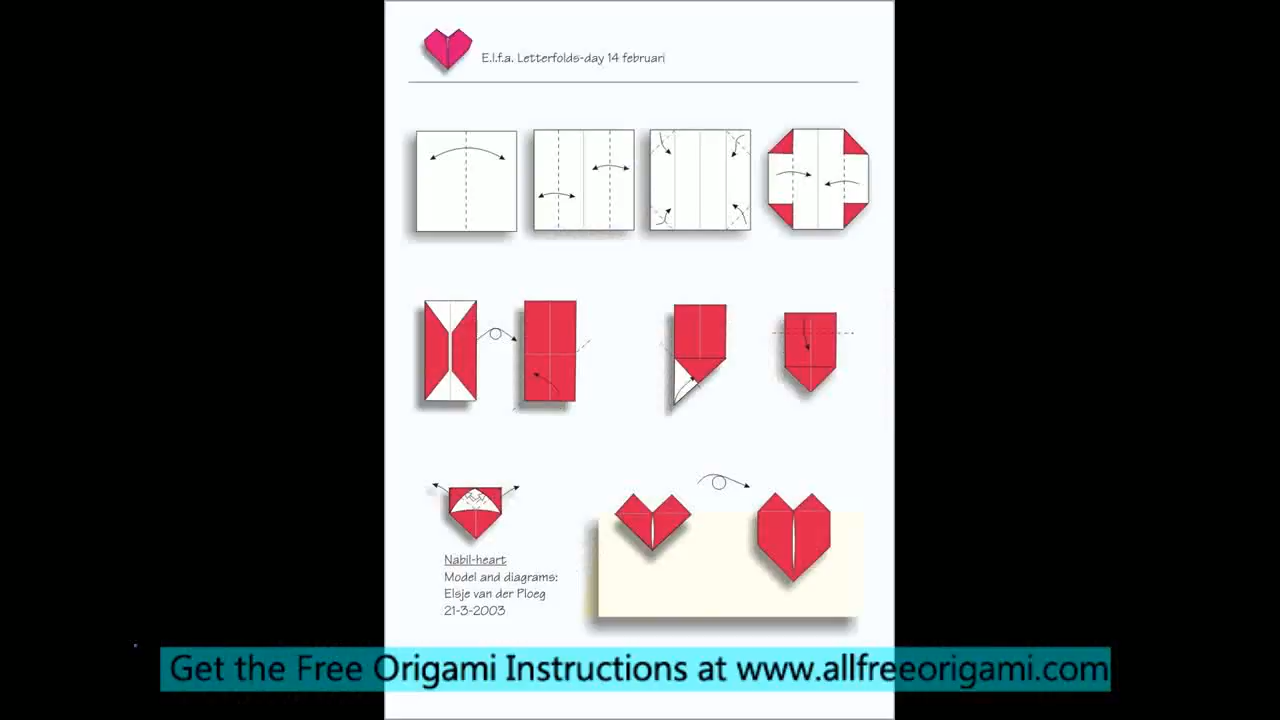 E.l.f.a. Letterfolds-day 14 februari
Nabil-heart
Model and diagrams:
Elsje van der Ploeg
21-3-2003
Get the Free Origami Instructions at www.allfreeorigami.com